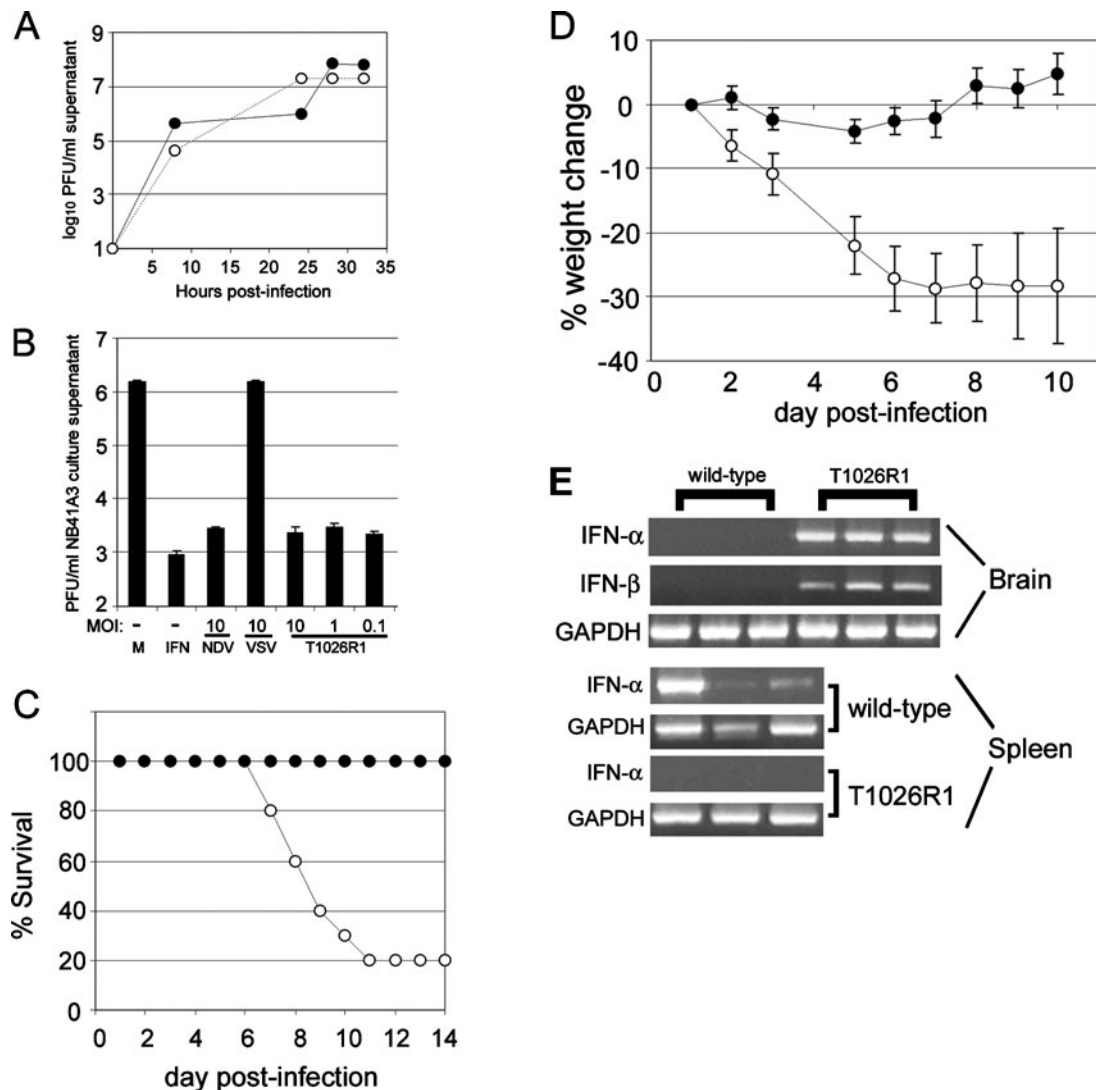 A
log10 PFU/ml supernatant
9
7
5
3
1
5 10 15 20 25 30 35
Hours post-infection
B
PFU/ml NB41A3 culture supernatant
7
6
5
4
3
2
MOI: - - 10 10 10 1 0.1
M IFN NDV VSV T1026R1
C
% Survival
100
80
60
40
20
0
0 2 4 6 8 10 12 14
day post-infection
D
% weight change
10
0
-10
-20
-30
-40
0 2 4 6 8 10
day post-infection
E
wild-type T1026R1
IFN-α
IFN-β
GAPDH
Brain
IFN-α
GAPDH
wild-type
IFN-α
GAPDH
T1026R1
Spleen